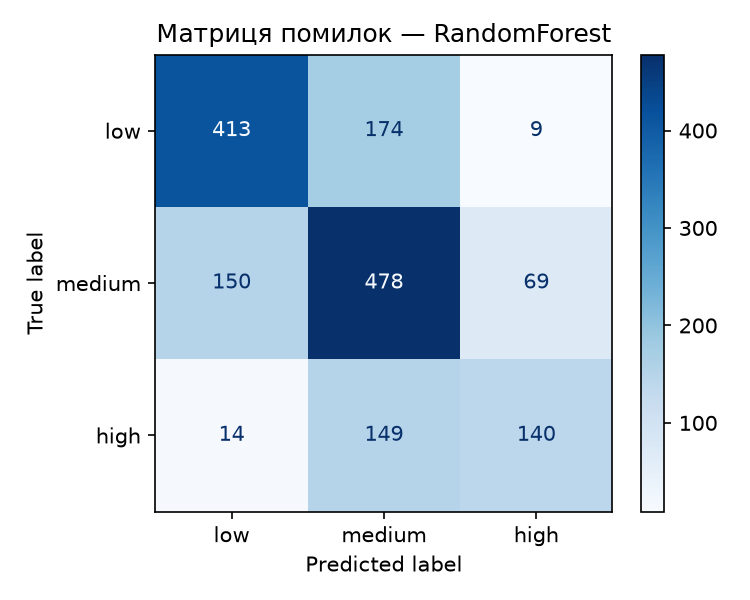 Матриця помилок — RandomForest
True label
low
medium
high
413 174 9
150 478 69
14 149 140
low medium high
Predicted label
400
300
200
100